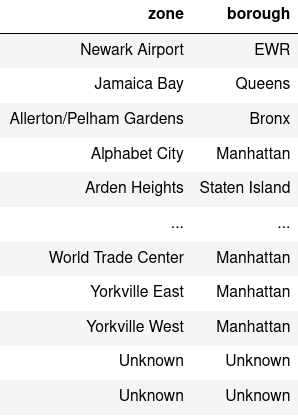 zone borough
Newark Airport EWR
Jamaica Bay Queens
Allerton/Pelham Gardens Bronx
Alphabet City Manhattan
Arden Heights Staten Island
... ...
World Trade Center Manhattan
Yorkville East Manhattan
Yorkville West Manhattan
Unknown Unknown
Unknown Unknown